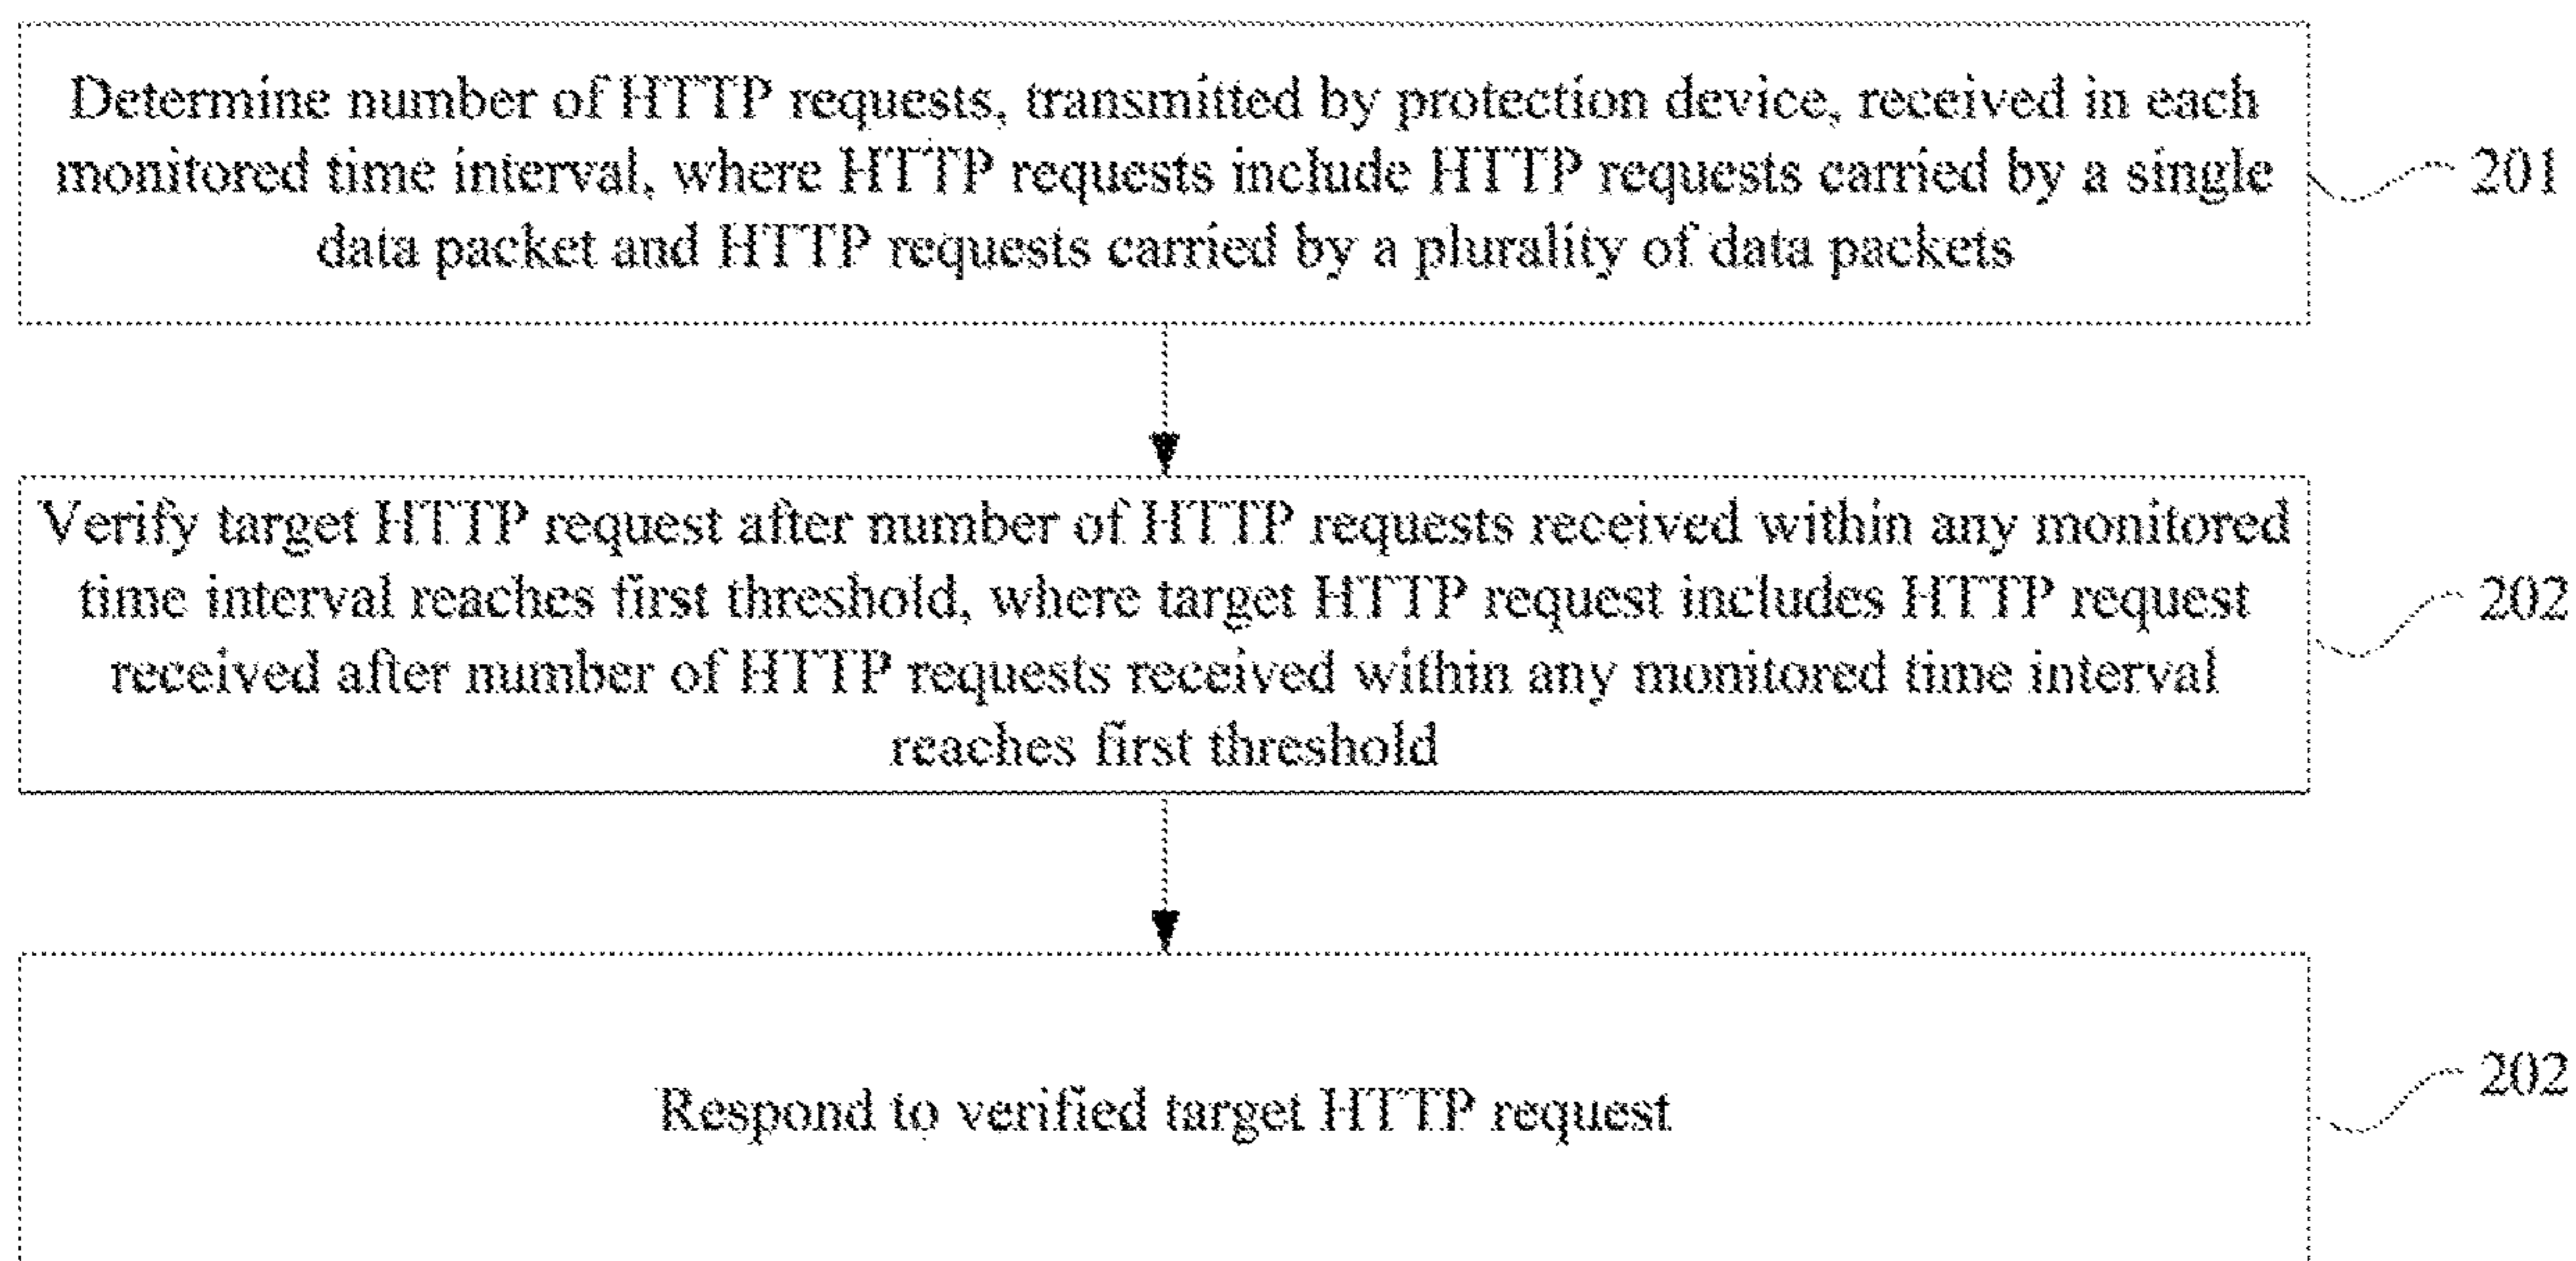 Determine number of HTTP requests, transmitted by protection device, received in each
monitored time interval, where HTTP requests include HTTP requests carried by a single
data packet and HTTP requests carried by a plurality of data packets
201
Verify target HTTP request after number of HTTP requests received within any monitored
time interval reaches first threshold, where target HTTP request includes HTTP request
received after number of HTTP requests received within any monitored time interval
reaches first threshold
202
Respond to verified target HTTP request
202